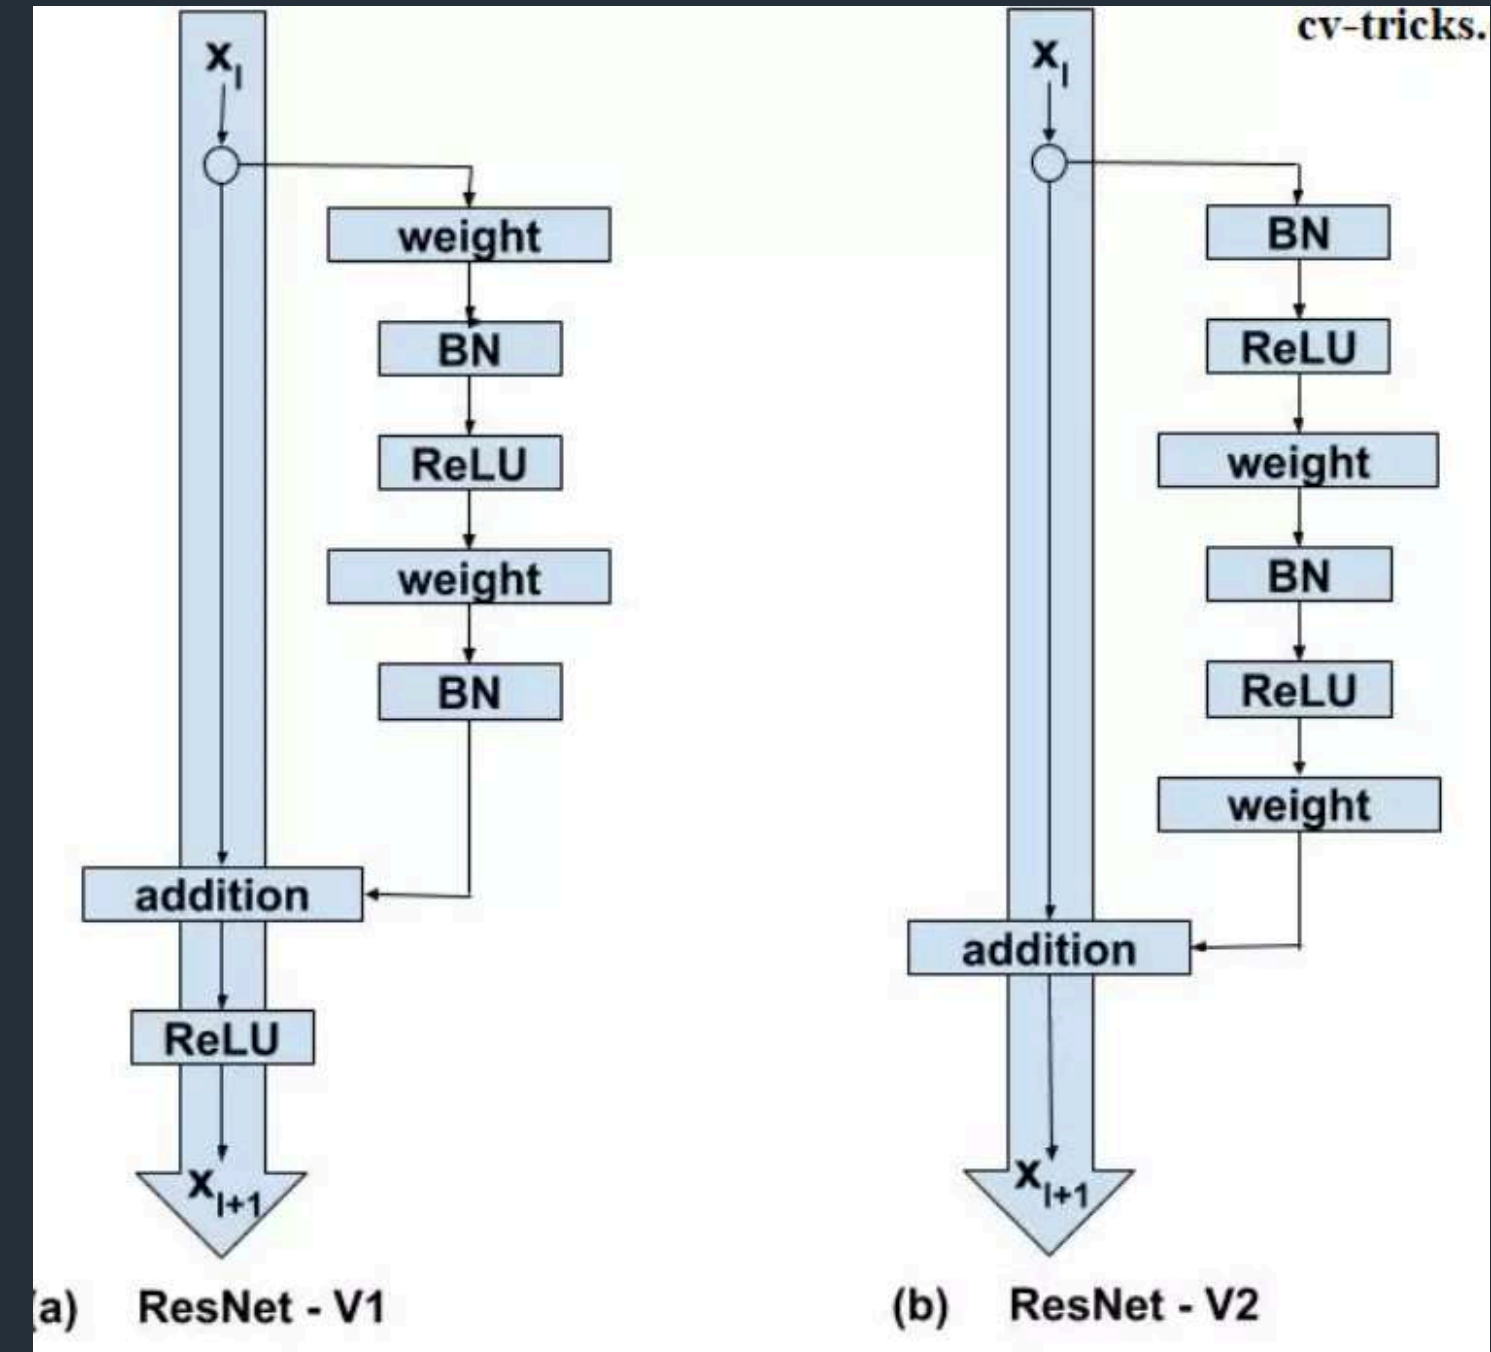 cv-tricks.
x_l
weight
BN
ReLU
weight
BN
addition
ReLU
x_l+1
(a) ResNet - V1
x_l
BN
ReLU
weight
BN
ReLU
weight
addition
x_l+1
(b) ResNet - V2